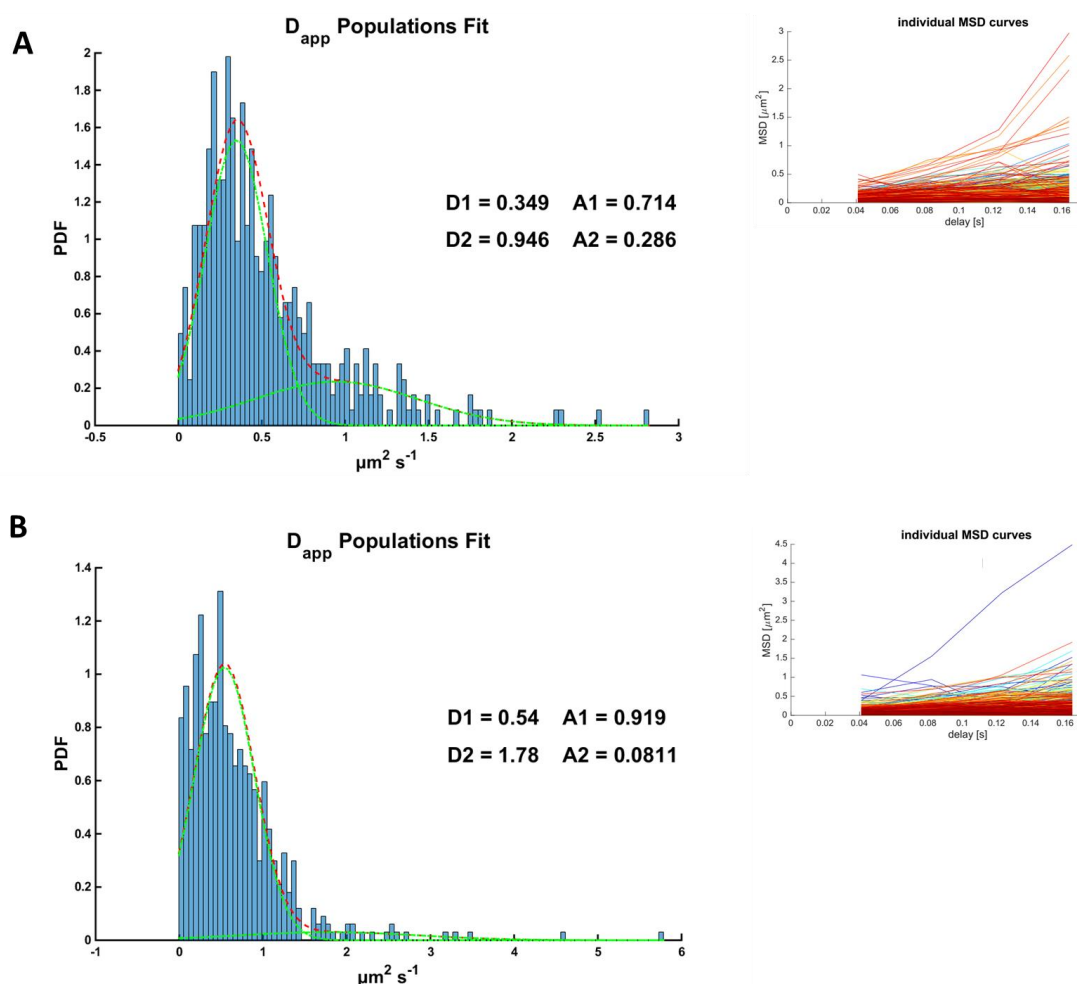 A
D_app Populations Fit
2
1.8
1.6
1.4
1.2
1
0.8
0.6
0.4
0.2
0
PDF
D1 = 0.349 A1 = 0.714
D2 = 0.946 A2 = 0.286
-0.5 0 0.5 1 1.5 2 2.5 3
µm² s⁻¹
individual MSD curves
3
2.5
2
1.5
1
0.5
0
MSD [µm²]
0 0.02 0.04 0.06 0.08 0.1 0.12 0.14 0.16
delay [s]
B
D_app Populations Fit
1.4
1.2
1
0.8
0.6
0.4
0.2
0
PDF
D1 = 0.54 A1 = 0.919
D2 = 1.78 A2 = 0.0811
-1 0 1 2 3 4 5 6
µm² s⁻¹
individual MSD curves
4.5
4
3.5
3
2.5
2
1.5
1
0.5
0
MSD [µm²]
0 0.02 0.04 0.06 0.08 0.1 0.12 0.14 0.16
delay [s]